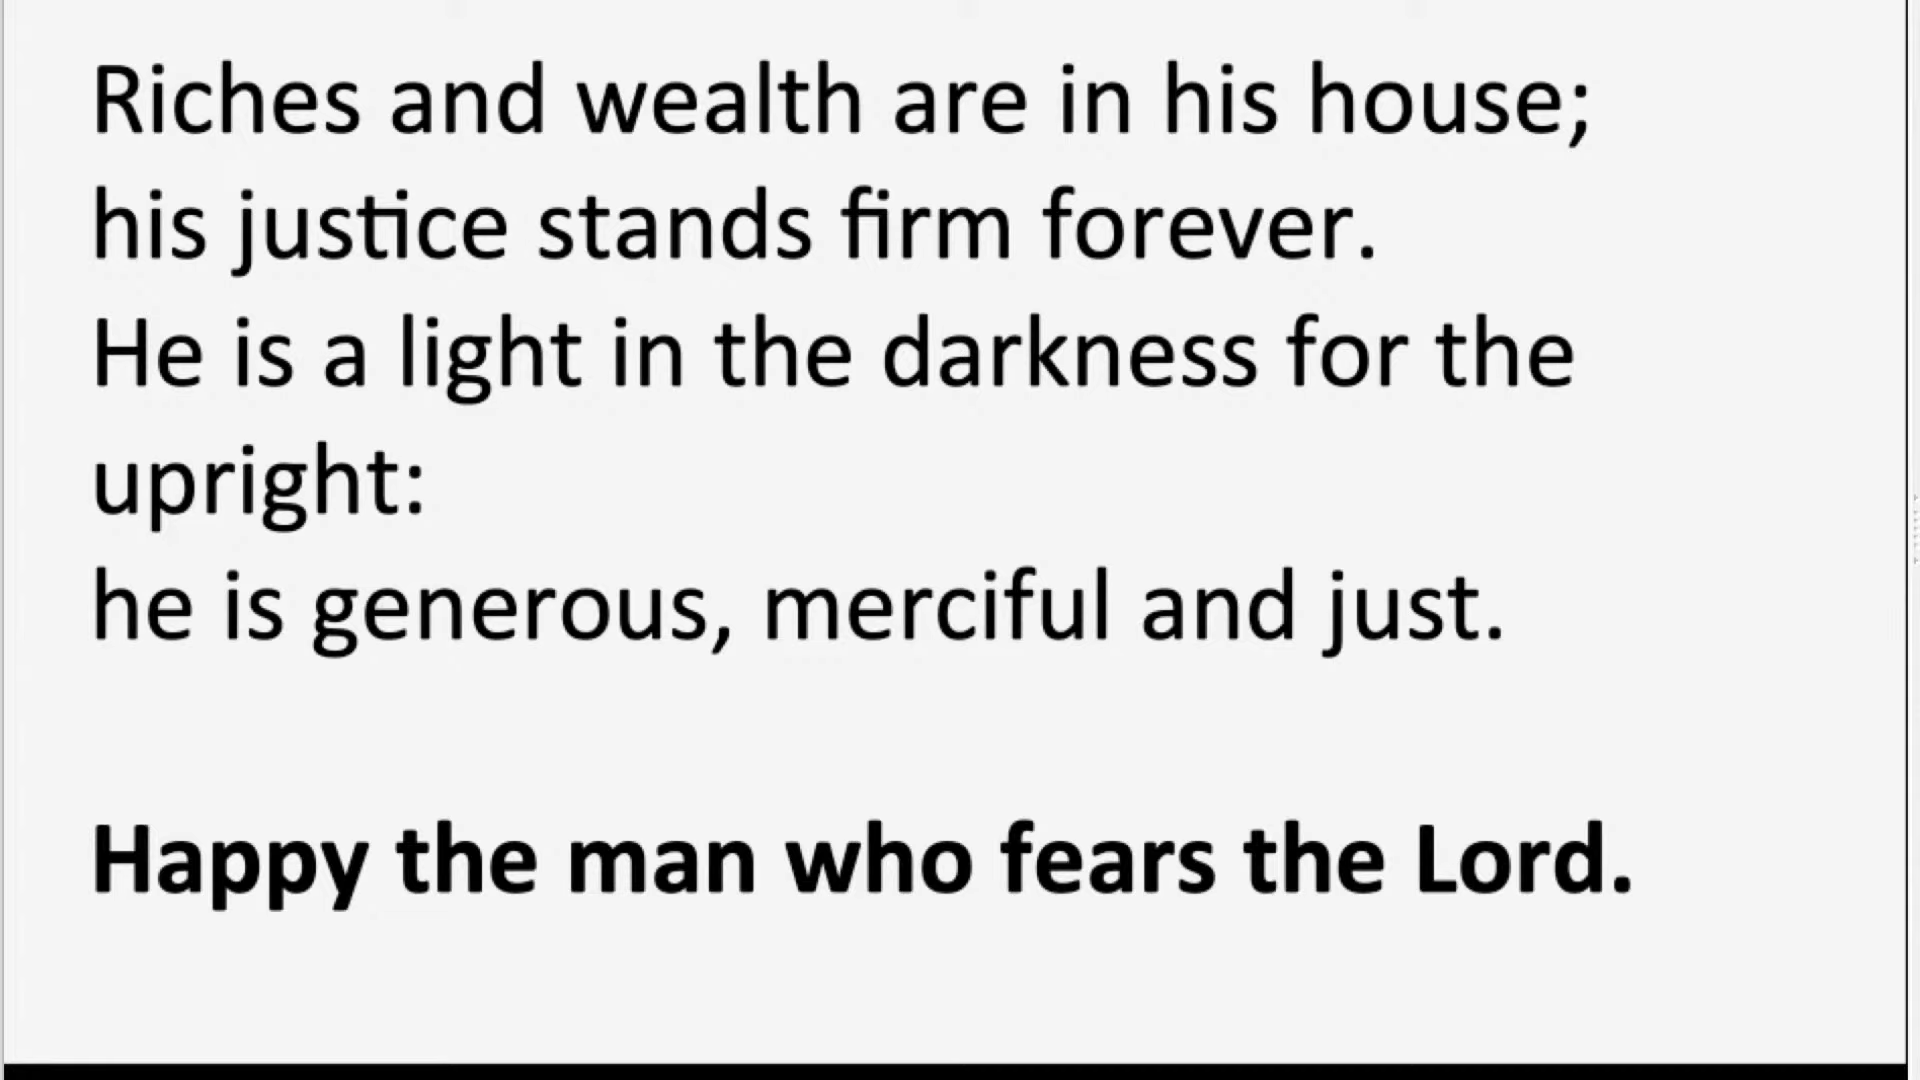 Riches and wealth are in his house;
his justice stands firm forever.
He is a light in the darkness for the
upright:
he is generous, merciful and just.
Happy the man who fears the Lord.